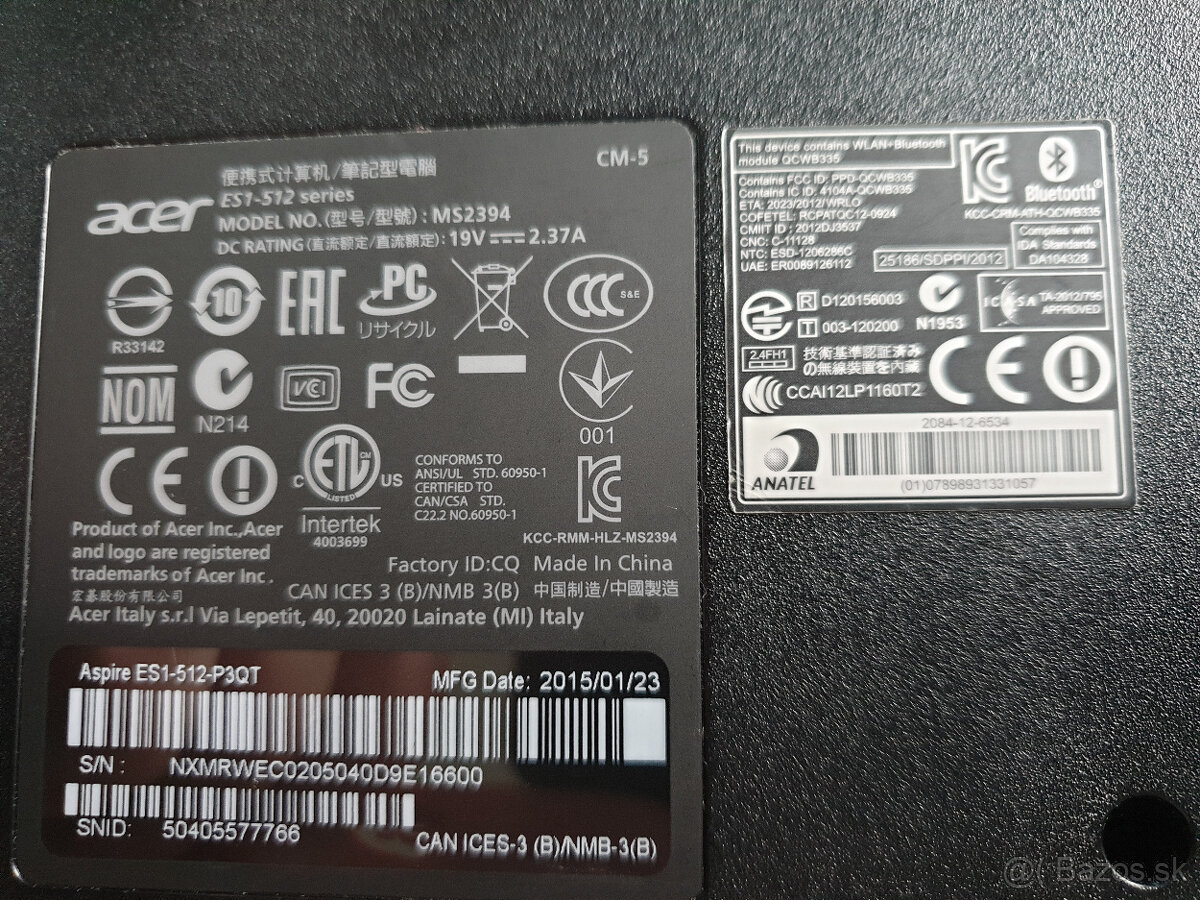 便携式计算机/筆記型電腦
CM-5
acer
ES1-512 series
MODEL NO.(型号/型號) : MS2394
DC RATING (直流额定/直流額定) : 19V 2.37A
R33142
10
EAC
PC
リサイクル
CCC S&E
NOM
N214
VCI
FC
001
CE
c ETL CM US
LISTED
Intertek
4003699
CONFORMS TO
ANSI/UL STD. 60950-1
CERTIFIED TO
CAN/CSA STD.
C22.2 NO.60950-1
KCC-RMM-HLZ-MS2394
Product of Acer Inc.,Acer
and logo are registered
trademarks of Acer Inc.
宏碁股份有限公司
Factory ID:CQ Made In China
CAN ICES 3 (B)/NMB 3(B) 中国制造/中國製造
Acer Italy s.r.l Via Lepetit, 40, 20020 Lainate (MI) Italy
Aspire ES1-512-P3QT
MFG Date: 2015/01/23
S/N : NXMRWEC0205040D9E16600
SNID: 50405577766
CAN ICES-3 (B)/NMB-3(B)
This device contains WLAN+Bluetooth
module QCWB335
Contains FCC ID: PPD-QCWB335
Contains IC ID: 4104A-QCWB335
ETA: 2023/2012/WRLO
COFETEL: RCPATQC12-0924
CMIIT ID : 2012DJ3537
CNC: C-11128
NTC: ESD-1206286C
UAE: ER0089126112
Bluetooth®
KCC-CRM-ATH-QCWB335
25186/SDPPI/2012
Complies with
IDA Standards
DA104328
R D120156003
T 003-120200
N1953
ICASA TA-2012/795
APPROVED
2.4FH1
技術基準認証済み
の無線装置を内蔵
CCAI12LP1160T2
CE
2084-12-6534
ANATEL
(01)07898931331057
@( Bazos.sk